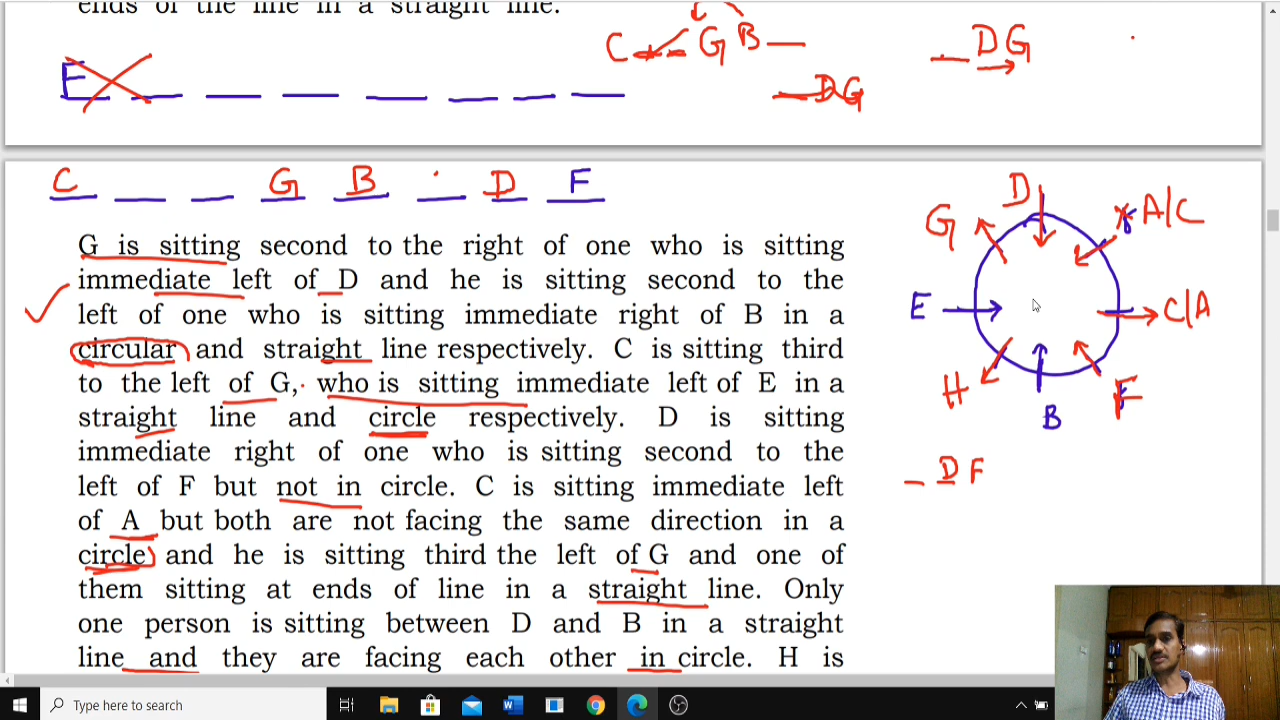 ends of the line in a straight line.
C G B
D G
E
DG
C G B D F
G is sitting second to the right of one who is sitting
immediate left of D and he is sitting second to the
left of one who is sitting immediate right of B in a
circular and straight line respectively. C is sitting third
to the left of G, who is sitting immediate left of E in a
straight line and circle respectively. D is sitting
immediate right of one who is sitting second to the
left of F but not in circle. C is sitting immediate left
of A but both are not facing the same direction in a
circle and he is sitting third the left of G and one of
them sitting at ends of line in a straight line. Only
one person is sitting between D and B in a straight
line and they are facing each other in circle. H is
D
G
A/C
E
C/A
H
F
B
D F
Type here to search